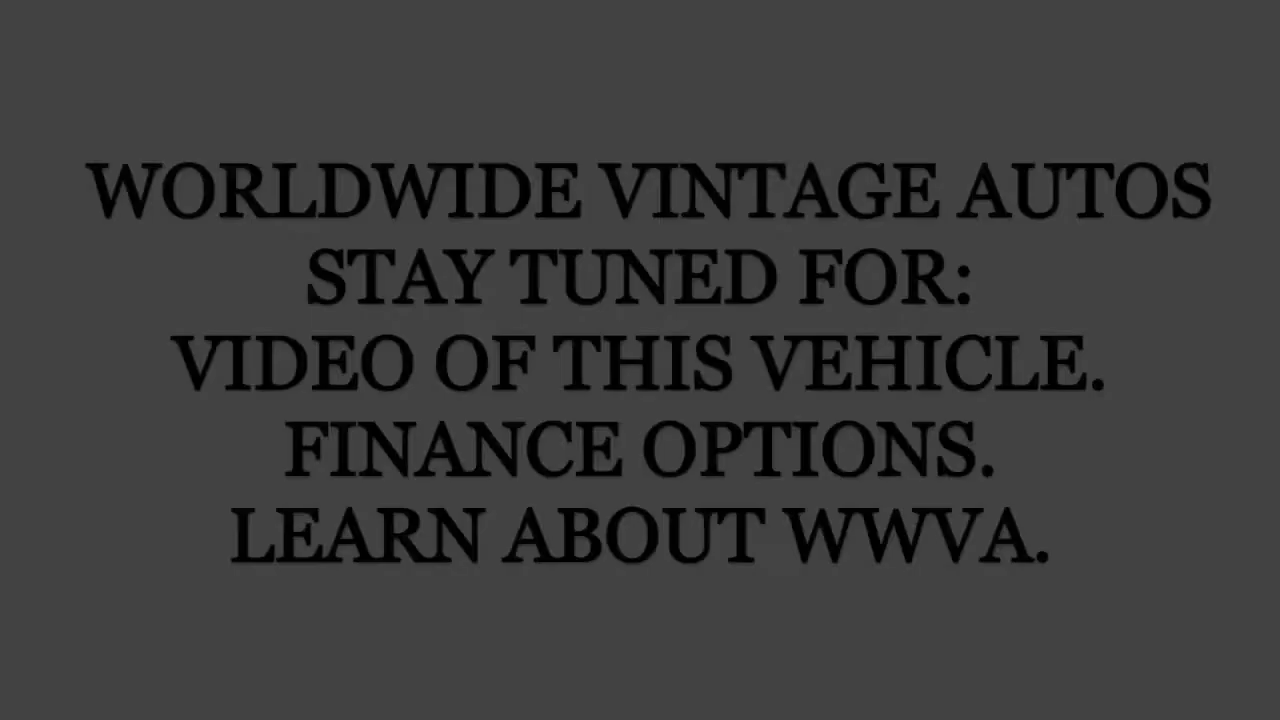 WORLDWIDE VINTAGE AUTOS
STAY TUNED FOR:
VIDEO OF THIS VEHICLE.
FINANCE OPTIONS.
LEARN ABOUT WWVA.